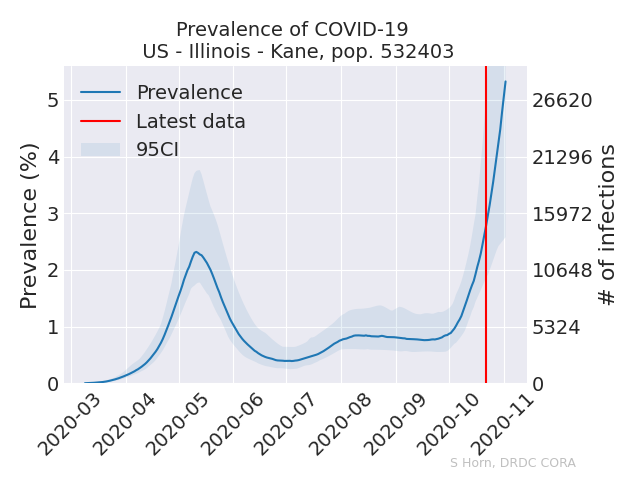 Prevalence of COVID-19
US - Illinois - Kane, pop. 532403
Prevalence
Latest data
95CI
Prevalence (%)
5
4
3
2
1
0
26620
21296
15972
10648
5324
0
# of infections
2020-03
2020-04
2020-05
2020-06
2020-07
2020-08
2020-09
2020-10
2020-11
S Horn, DRDC CORA